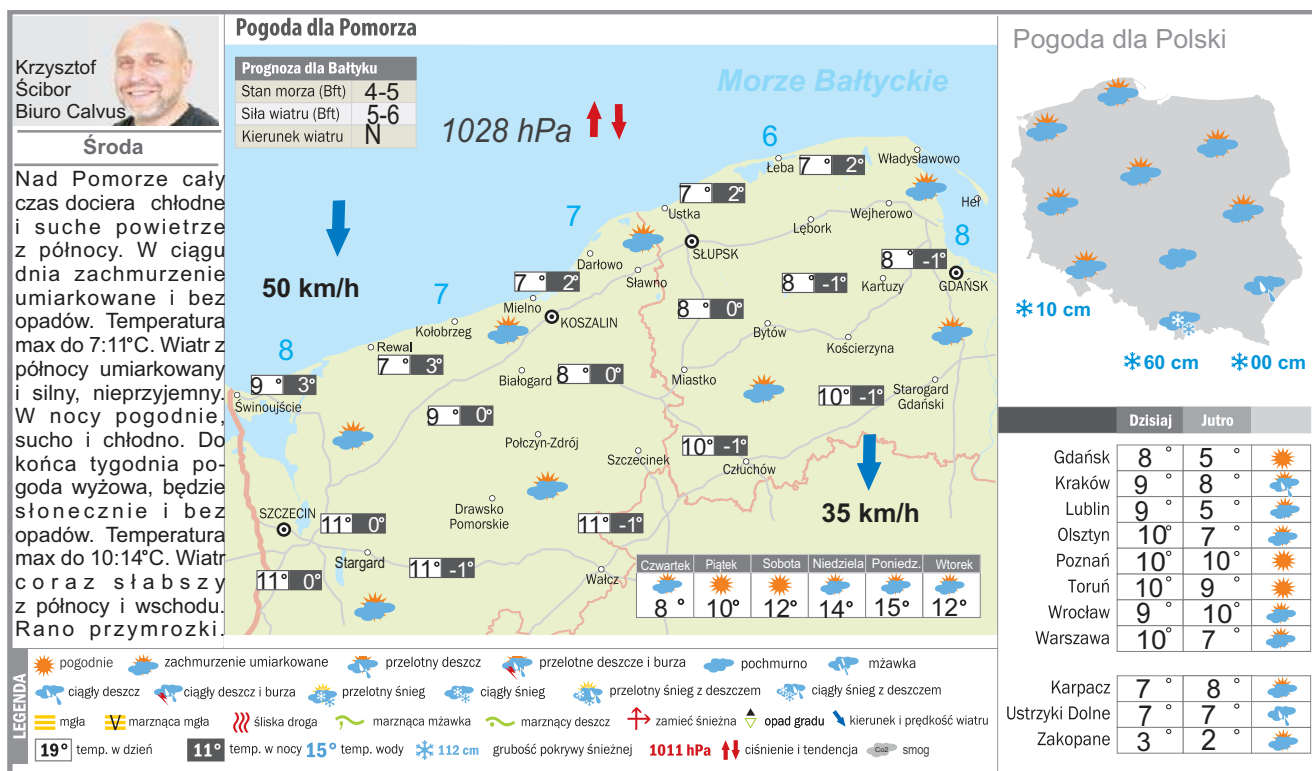 Krzysztof
Ścibor
Biuro Calvus
Środa
Nad Pomorze cały
czas dociera chłodne
i suche powietrze
z północy. W ciągu
dnia zachmurzenie
umiarkowane i bez
opadów. Temperatura
max do 7:11°C. Wiatr z
północy umiarkowany
i silny, nieprzyjemny.
W nocy pogodnie,
sucho i chłodno. Do
końca tygodnia po-
goda wyżowa, będzie
słonecznie i bez
opadów. Temperatura
max do 10:14°C. Wiatr
coraz słabszy
z północy i wschodu.
Rano przymrozki.
Pogoda dla Pomorza
Prognoza dla Bałtyku
Stan morza (Bft) 4-5
Siła wiatru (Bft) 5-6
Kierunek wiatru N
Morze Bałtyckie
1028 hPa
6
Łeba 7° 2°
Władysławowo
Hel
7° 2°
Ustka
Wejherowo
Lębork
7
8
SŁUPSK
8° -1°
GDAŃSK
Darłowo
Sławno
7° 2°
8° -1°
Kartuzy
50 km/h
7
Mielno
KOSZALIN
8° 0°
Bytów
Kościerzyna
Kołobrzeg
8
Rewal
7° 3°
Białogard
8° 0°
Miastko
9° 3°
Świnoujście
10° -1°
Starogard
Gdański
9° 0°
Połczyn-Zdrój
10° -1°
Szczecinek
Człuchów
Drawsko
Pomorskie
35 km/h
SZCZECIN
11° 0°
11° -1°
Stargard
11° -1°
11° 0°
Wałcz
Czwartek Piątek Sobota Niedziela Poniedz. Wtorek
8° 10° 12° 14° 15° 12°
Pogoda dla Polski
10 cm
60 cm
00 cm
Dzisiaj Jutro
Gdańsk 8° 5°
Kraków 9° 8°
Lublin 9° 5°
Olsztyn 10° 7°
Poznań 10° 10°
Toruń 10° 9°
Wrocław 9° 10°
Warszawa 10° 7°
Karpacz 7° 8°
Ustrzyki Dolne 7° 7°
Zakopane 3° 2°
LEGENDA
pogodnie zachmurzenie umiarkowane przelotny deszcz przelotne deszcze i burza pochmurno mżawka
ciągły deszcz ciągły deszcz i burza przelotny śnieg ciągły śnieg przelotny śnieg z deszczem ciągły śnieg z deszczem
mgła marznąca mgła śliska droga marznąca mżawka marznący deszcz zamieć śnieżna opad gradu kierunek i prędkość wiatru
19° temp. w dzień 11° temp. w nocy 15° temp. wody 112 cm grubość pokrywy śnieżnej 1011 hPa ciśnienie i tendencja Co2 smog